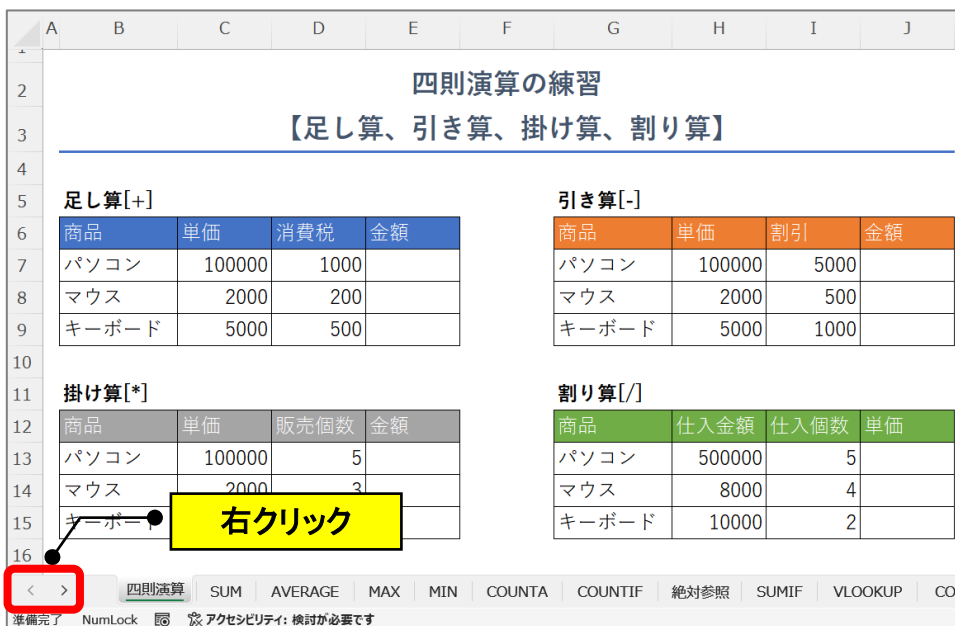 A B C D E F G H I J
2 四則演算の練習
3 【足し算、引き算、掛け算、割り算】
4
5 足し算[+] 引き算[-]
6 商品 単価 消費税 金額 商品 単価 割引 金額
7 パソコン 100000 1000 パソコン 100000 5000
8 マウス 2000 200 マウス 2000 500
9 キーボード 5000 500 キーボード 5000 1000
10
11 掛け算[*] 割り算[/]
12 商品 単価 販売個数 金額 商品 仕入金額 仕入個数 単価
13 パソコン 100000 5 パソコン 500000 5
14 マウス 2000 3 マウス 8000 4
15 キーボード キーボード 10000 2
右クリック
16
四則演算 SUM AVERAGE MAX MIN COUNTA COUNTIF 絶対参照 SUMIF VLOOKUP CO
準備完了 NumLock アクセシビリティ: 検討が必要です